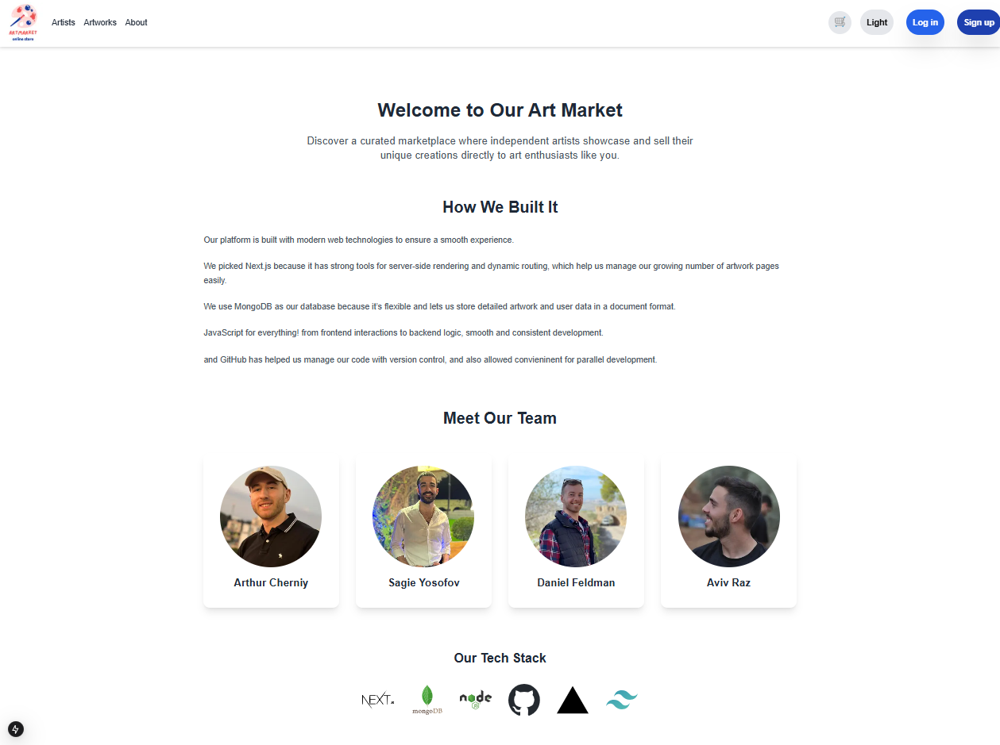 ARTMARKET
online store
Artists Artworks About
Light Log in Sign up
Welcome to Our Art Market
Discover a curated marketplace where independent artists showcase and sell their
unique creations directly to art enthusiasts like you.
How We Built It
Our platform is built with modern web technologies to ensure a smooth experience.
We picked Next.js because it has strong tools for server-side rendering and dynamic routing, which help us manage our growing number of artwork pages
easily.
We use MongoDB as our database because it's flexible and lets us store detailed artwork and user data in a document format.
JavaScript for everything! from frontend interactions to backend logic, smooth and consistent development.
and GitHub has helped us manage our code with version control, and also allowed convieninent for parallel development.
Meet Our Team
Arthur Cherniy Sagie Yosofov Daniel Feldman Aviv Raz
Our Tech Stack
NEXT.JS mongoDB node JS